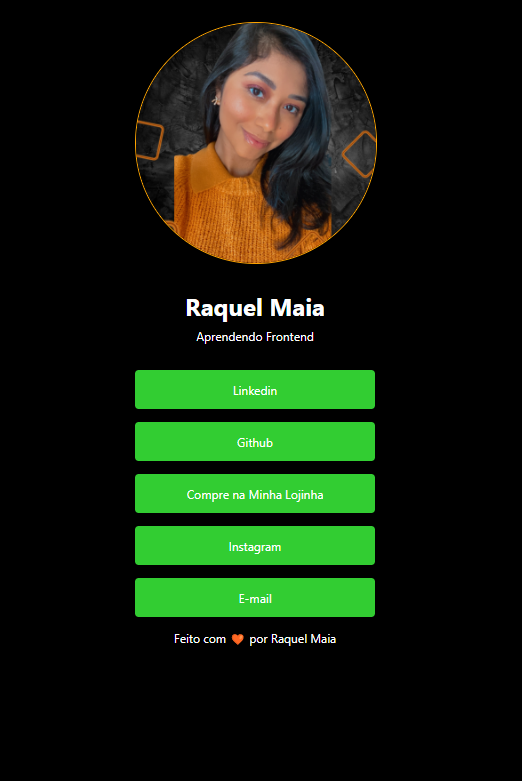 Raquel Maia
Aprendendo Frontend
Linkedin
Github
Compre na Minha Lojinha
Instagram
E-mail
Feito com 🧡 por Raquel Maia